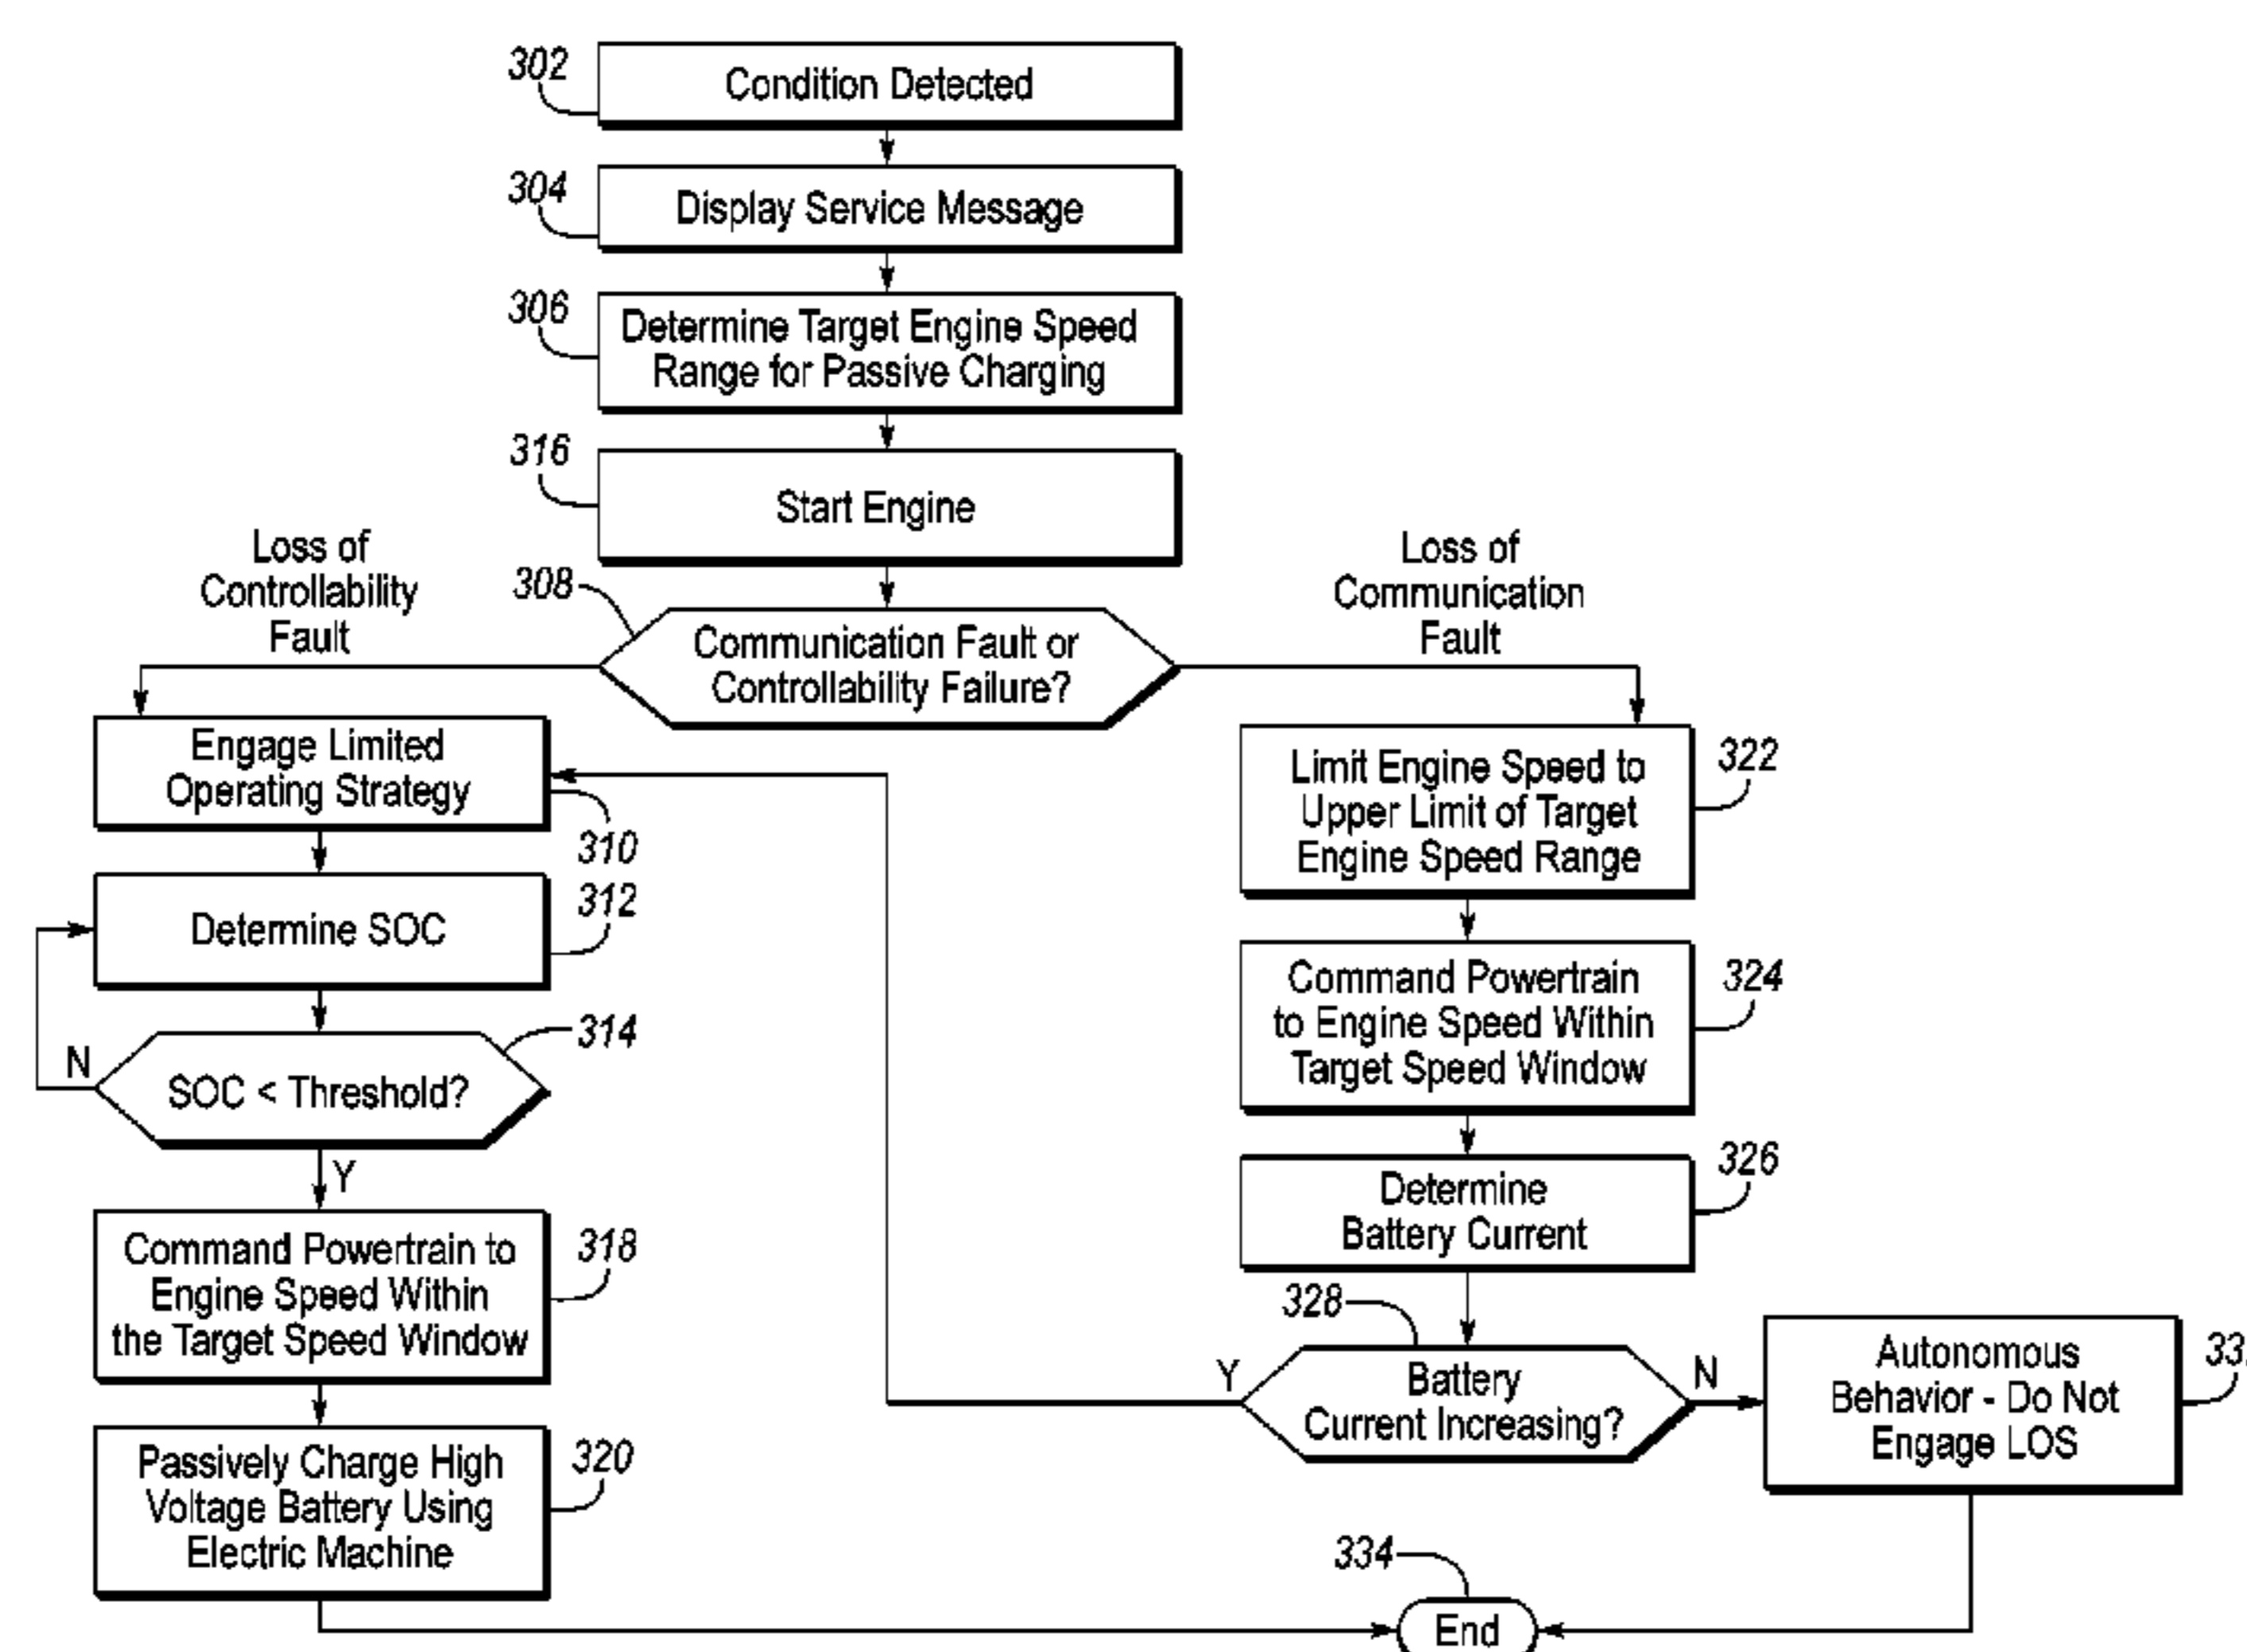 302
Condition Detected
304
Display Service Message
306
Determine Target Engine Speed
Range for Passive Charging
316
Start Engine
308
Communication Fault or
Controllability Failure?
Loss of
Controllability
Fault
Loss of
Communication
Fault
Engage Limited
Operating Strategy
310
Determine SOC
312
314
SOC < Threshold?
N
Y
Command Powertrain to
Engine Speed Within
the Target Speed Window
318
Passively Charge High
Voltage Battery Using
Electric Machine
320
Limit Engine Speed to
Upper Limit of Target
Engine Speed Range
322
Command Powertrain
to Engine Speed Within
Target Speed Window
324
Determine
Battery Current
326
328
Battery
Current Increasing?
Y
N
Autonomous
Behavior - Do Not
Engage LOS
334
End